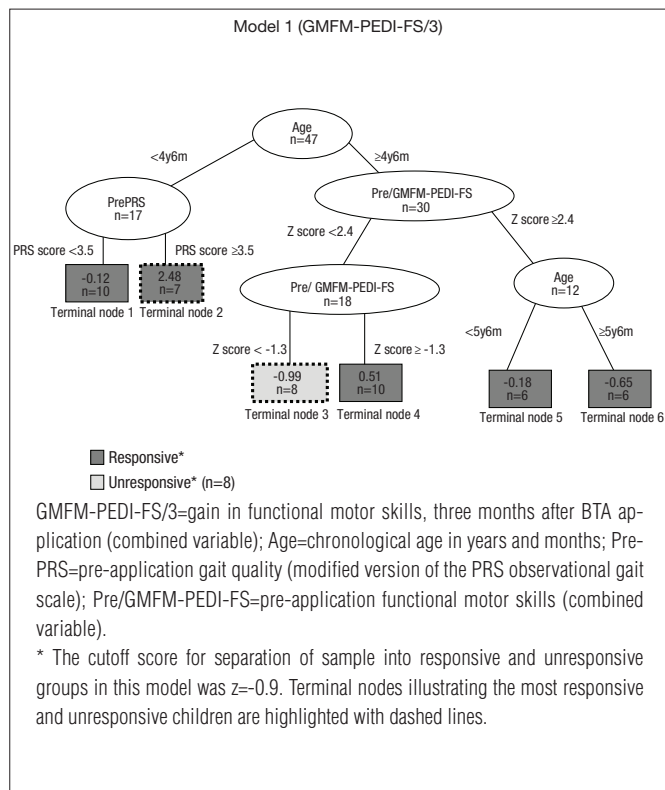 Model 1 (GMFM-PEDI-FS/3)
Age
n=47
<4y6m
≥4y6m
PrePRS
n=17
Pre/GMFM-PEDI-FS
n=30
PRS score <3.5
PRS score ≥3.5
Z score <2.4
Z score ≥2.4
-0.12
n=10
Terminal node 1
2.48
n=7
Terminal node 2
Pre/ GMFM-PEDI-FS
n=18
Age
n=12
Z score < -1.3
Z score ≥ -1.3
<5y6m
≥5y6m
-0.99
n=8
Terminal node 3
0.51
n=10
Terminal node 4
-0.18
n=6
Terminal node 5
-0.65
n=6
Terminal node 6
Responsive*
Unresponsive* (n=8)
GMFM-PEDI-FS/3=gain in functional motor skills, three months after BTA ap-
plication (combined variable); Age=chronological age in years and months; Pre-
PRS=pre-application gait quality (modified version of the PRS observational gait
scale); Pre/GMFM-PEDI-FS=pre-application functional motor skills (combined
variable).
* The cutoff score for separation of sample into responsive and unresponsive
groups in this model was z=-0.9. Terminal nodes illustrating the most responsive
and unresponsive children are highlighted with dashed lines.